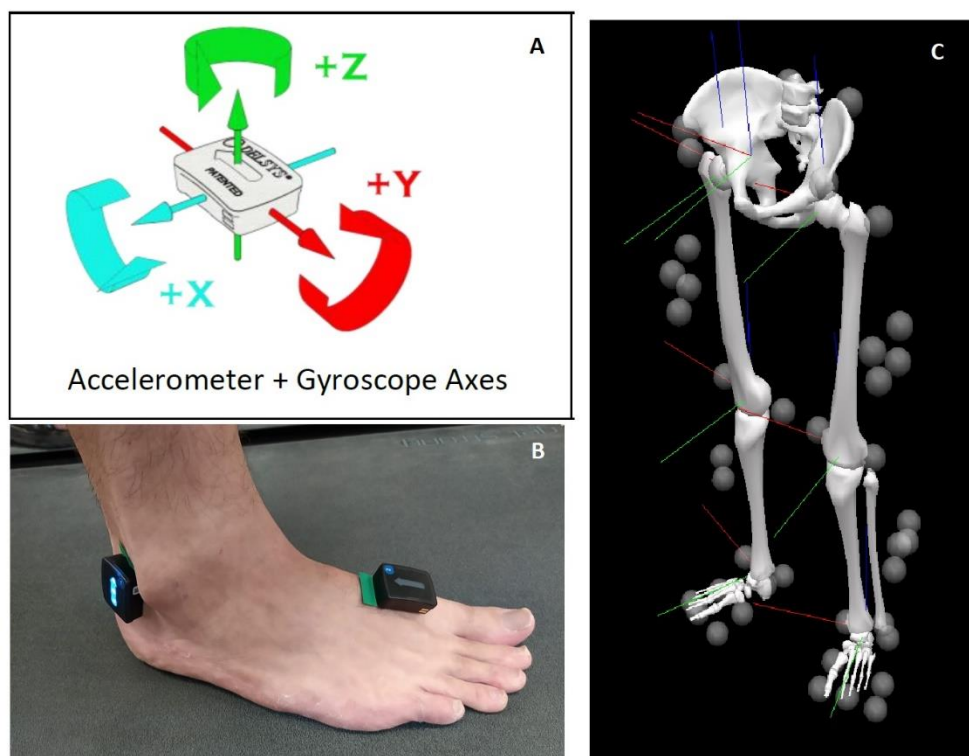 A
+Z
DELSYS®
PATENTED
+Y
+X
Accelerometer + Gyroscope Axes
B
C